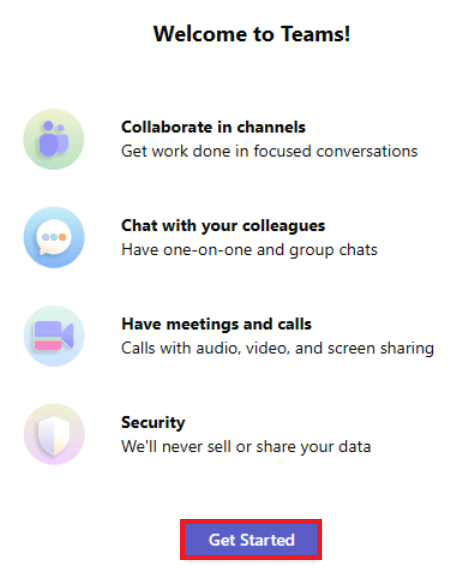 Welcome to Teams!
Collaborate in channels
Get work done in focused conversations
Chat with your colleagues
Have one-on-one and group chats
Have meetings and calls
Calls with audio, video, and screen sharing
Security
We'll never sell or share your data
Get Started